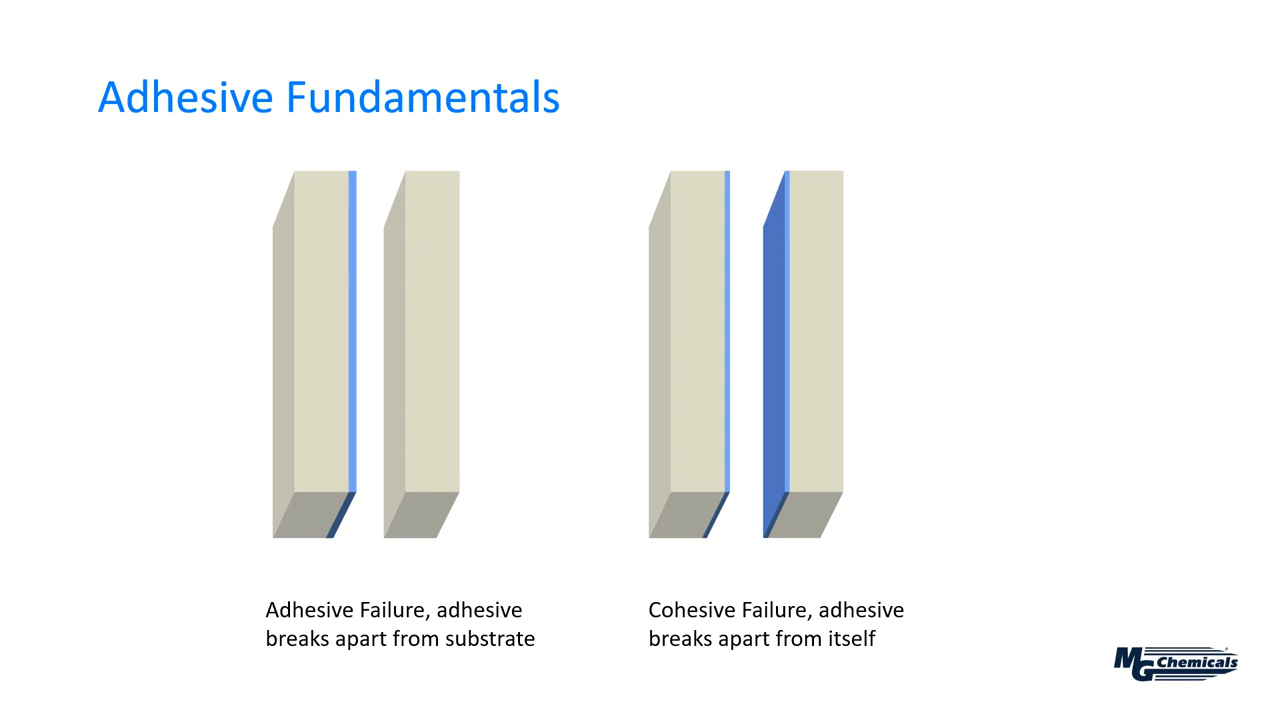 Adhesive Fundamentals
Adhesive Failure, adhesive
breaks apart from substrate
Cohesive Failure, adhesive
breaks apart from itself
MG Chemicals